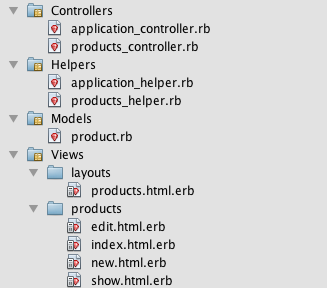 Controllers
application_controller.rb
products_controller.rb
Helpers
application_helper.rb
products_helper.rb
Models
product.rb
Views
layouts
products.html.erb
products
edit.html.erb
index.html.erb
new.html.erb
show.html.erb